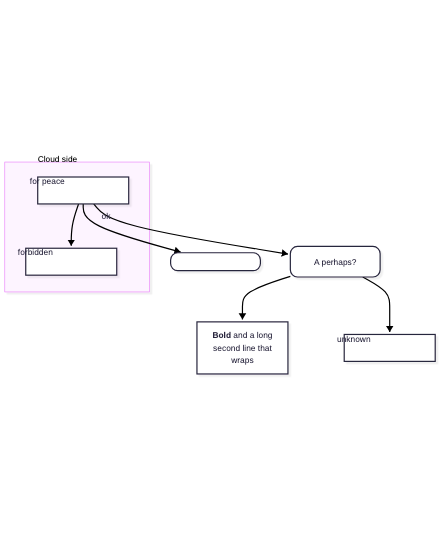 Cloud side
for peace
ok
forbidden
A perhaps?
Bold and a long
second line that
wraps
unknown